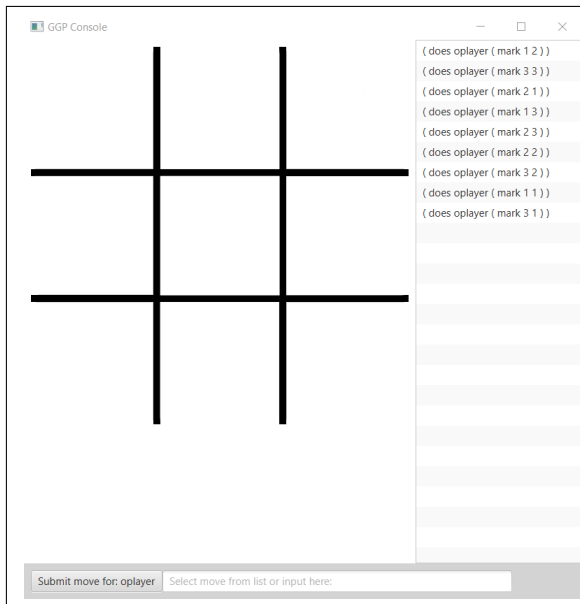 GGP Console
( does oplayer ( mark 1 2 ) )
( does oplayer ( mark 3 3 ) )
( does oplayer ( mark 2 1 ) )
( does oplayer ( mark 1 3 ) )
( does oplayer ( mark 2 3 ) )
( does oplayer ( mark 2 2 ) )
( does oplayer ( mark 3 2 ) )
( does oplayer ( mark 1 1 ) )
( does oplayer ( mark 3 1 ) )
Submit move for: oplayer Select move from list or input here: